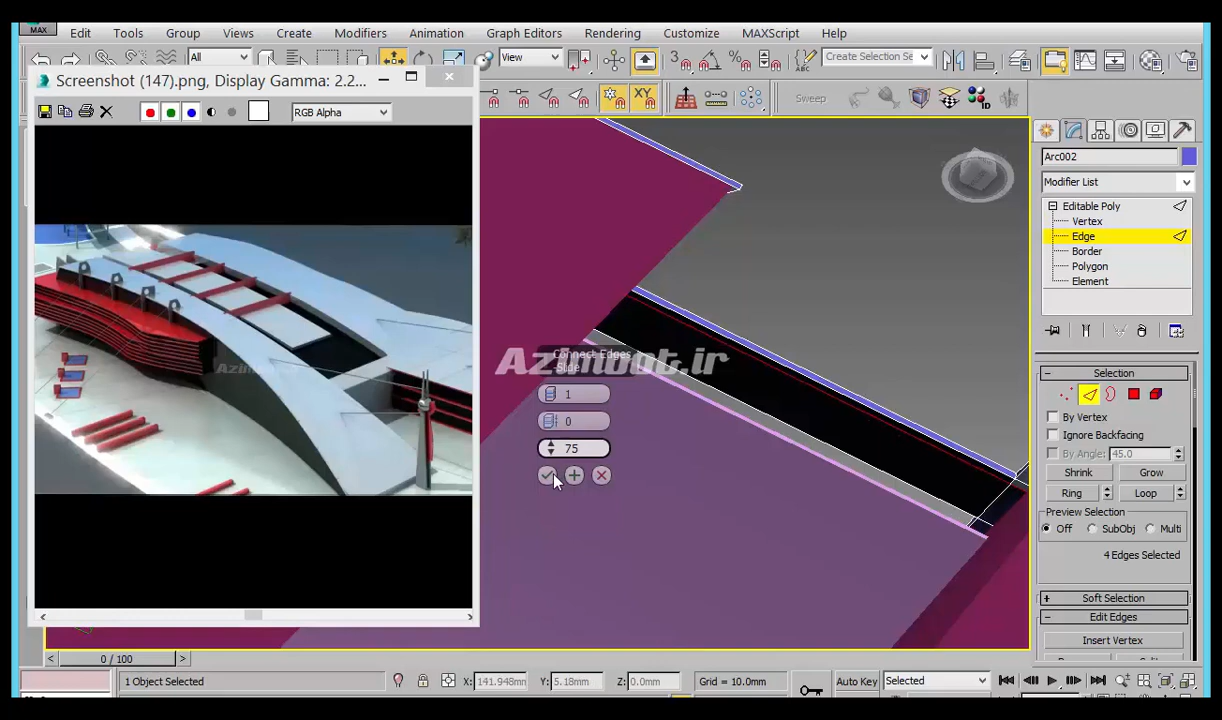 MAX
Edit Tools Group Views Create Modifiers Animation Graph Editors Rendering Customize MAXScript Help
All
View
Create Selection Se
Screenshot (147).png, Display Gamma: 2.2...
RGB Alpha
XY
Sweep
Arc002
Modifier List
Editable Poly
Vertex
Edge
Border
Polygon
Element
Selection
By Vertex
Ignore Backfacing
By Angle: 45.0
Shrink Grow
Ring Loop
Preview Selection
Off SubObj Multi
4 Edges Selected
Soft Selection
Edit Edges
Insert Vertex
Connect Edges
-Slide
1
0
75
Azimoot.ir
0 / 100
1 Object Selected
X: 141.948mm Y: 5.18mm Z: 0.0mm Grid = 10.0mm
Auto Key Selected